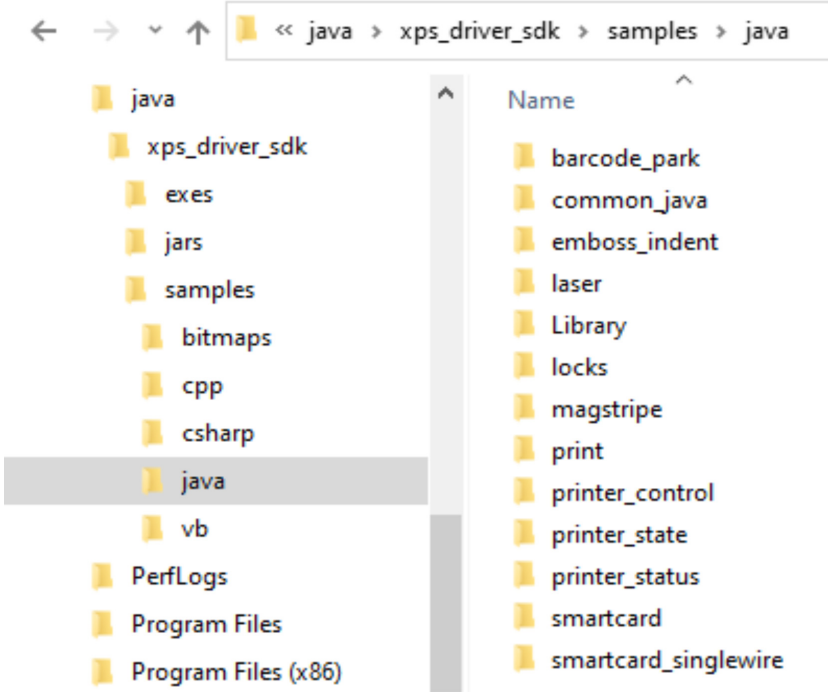 « java > xps_driver_sdk > samples > java
java
xps_driver_sdk
exes
jars
samples
bitmaps
cpp
csharp
java
vb
PerfLogs
Program Files
Program Files (x86)
Name
barcode_park
common_java
emboss_indent
laser
Library
locks
magstripe
print
printer_control
printer_state
printer_status
smartcard
smartcard_singlewire